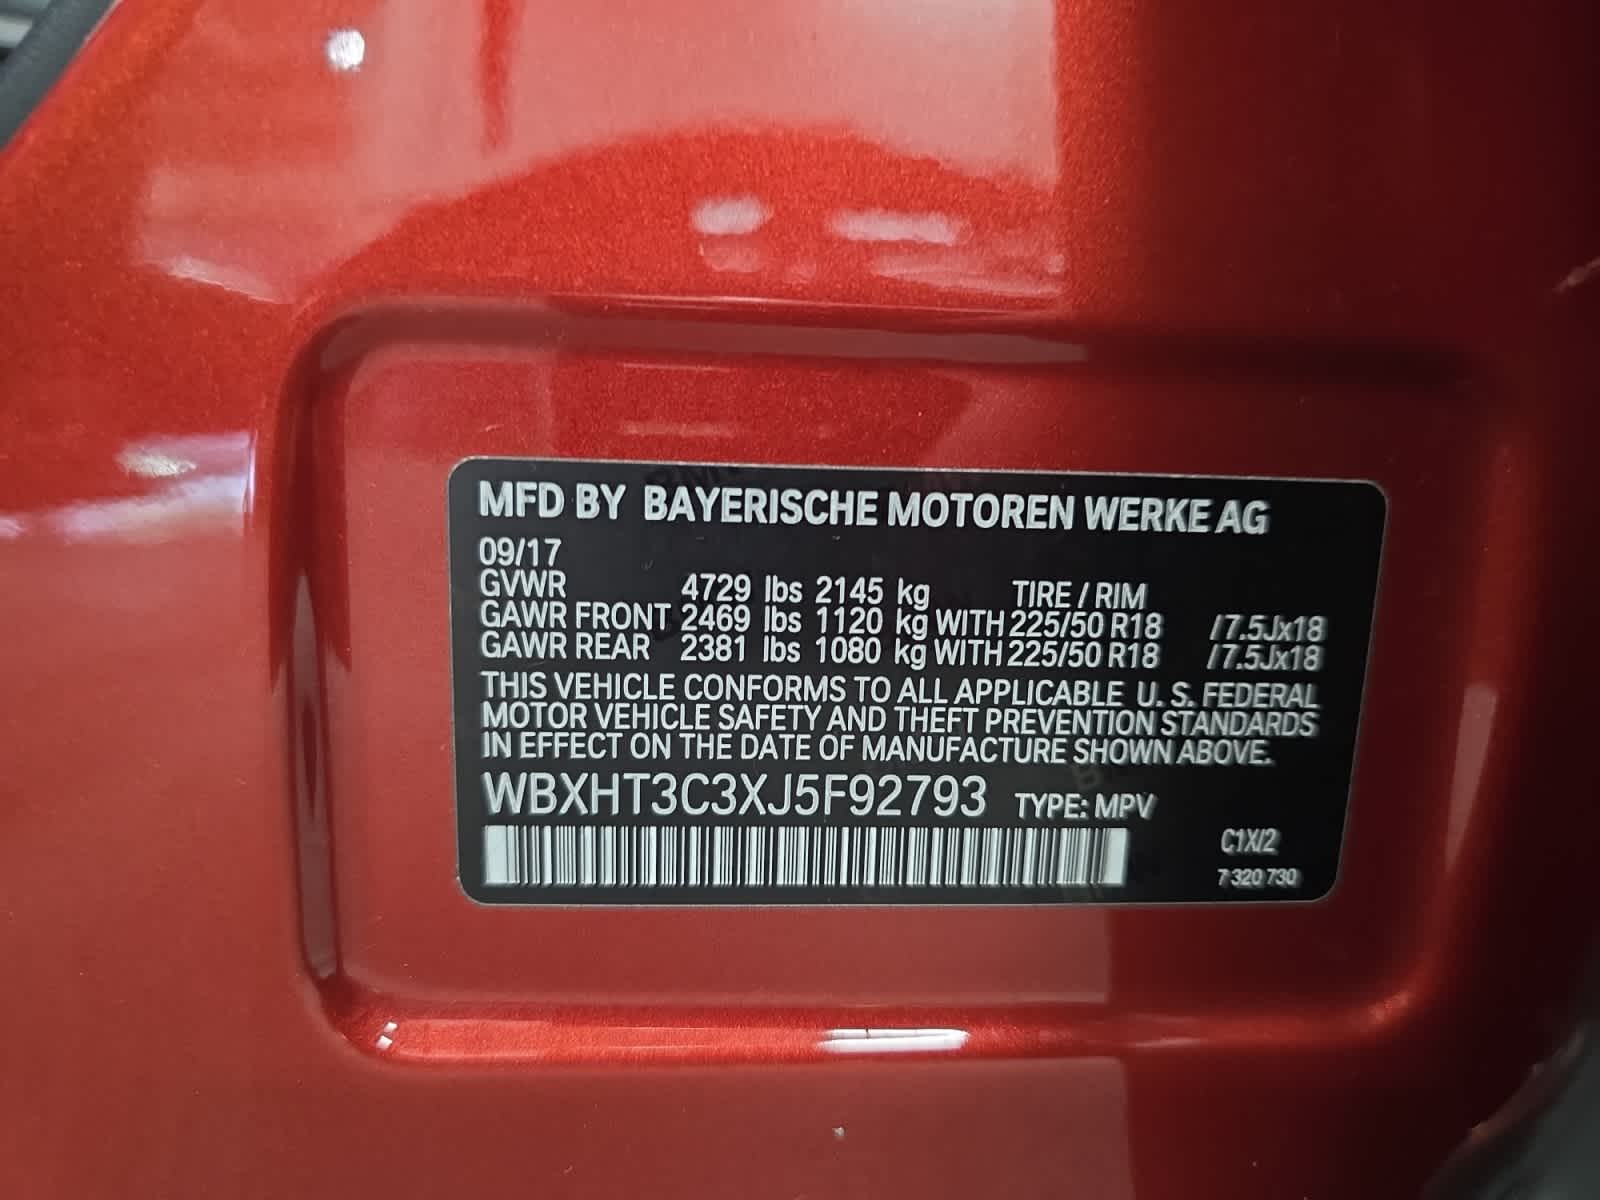 MFD BY BAYERISCHE MOTOREN WERKE AG
09/17
GVWR 4729 lbs 2145 kg TIRE / RIM
GAWR FRONT 2469 lbs 1120 kg WITH 225/50 R18 /7.5Jx18
GAWR REAR 2381 lbs 1080 kg WITH 225/50 R18 /7.5Jx18
THIS VEHICLE CONFORMS TO ALL APPLICABLE U. S. FEDERAL
MOTOR VEHICLE SAFETY AND THEFT PREVENTION STANDARDS
IN EFFECT ON THE DATE OF MANUFACTURE SHOWN ABOVE.
WBXHT3C3XJ5F92793 TYPE: MPV
C1X/2
7 320 730